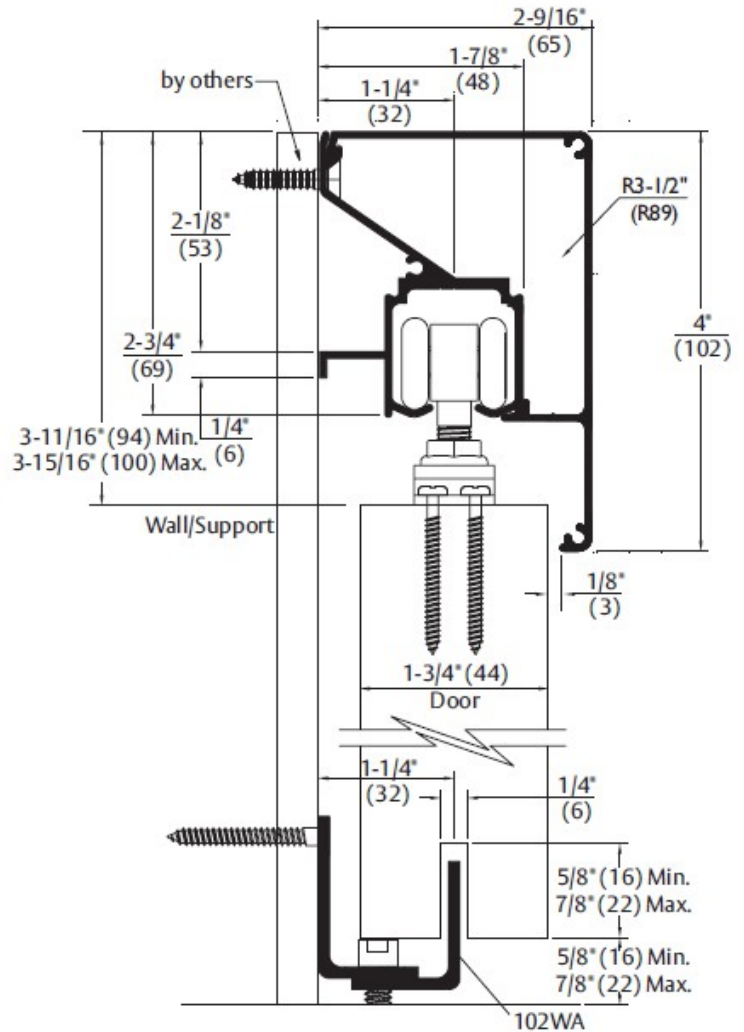 2-9/16"
(65)
1-7/8"
(48)
1-1/4"
(32)
by others
R3-1/2"
(R89)
2-1/8"
(53)
4"
(102)
2-3/4"
(69)
1/4"
(6)
3-11/16" (94) Min.
3-15/16" (100) Max.
Wall/Support
1/8"
(3)
1-3/4" (44)
Door
1-1/4"
(32)
1/4"
(6)
5/8" (16) Min.
7/8" (22) Max.
5/8" (16) Min.
7/8" (22) Max.
102WA